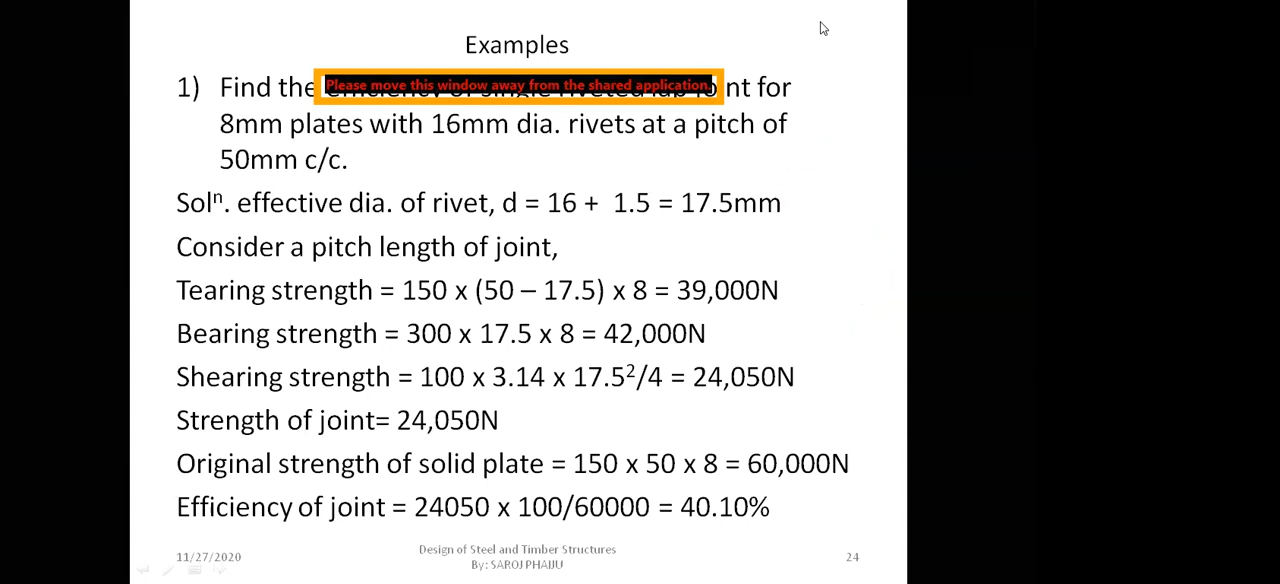 Examples
1) Find the Please move this window away from the shared application. nt for
8mm plates with 16mm dia. rivets at a pitch of
50mm c/c.
Solⁿ. effective dia. of rivet, d = 16 + 1.5 = 17.5mm
Consider a pitch length of joint,
Tearing strength = 150 x (50 – 17.5) x 8 = 39,000N
Bearing strength = 300 x 17.5 x 8 = 42,000N
Shearing strength = 100 x 3.14 x 17.5²/4 = 24,050N
Strength of joint= 24,050N
Original strength of solid plate = 150 x 50 x 8 = 60,000N
Efficiency of joint = 24050 x 100/60000 = 40.10%
11/27/2020
Design of Steel and Timber Structures
By: SAROJ PHAIJU
24